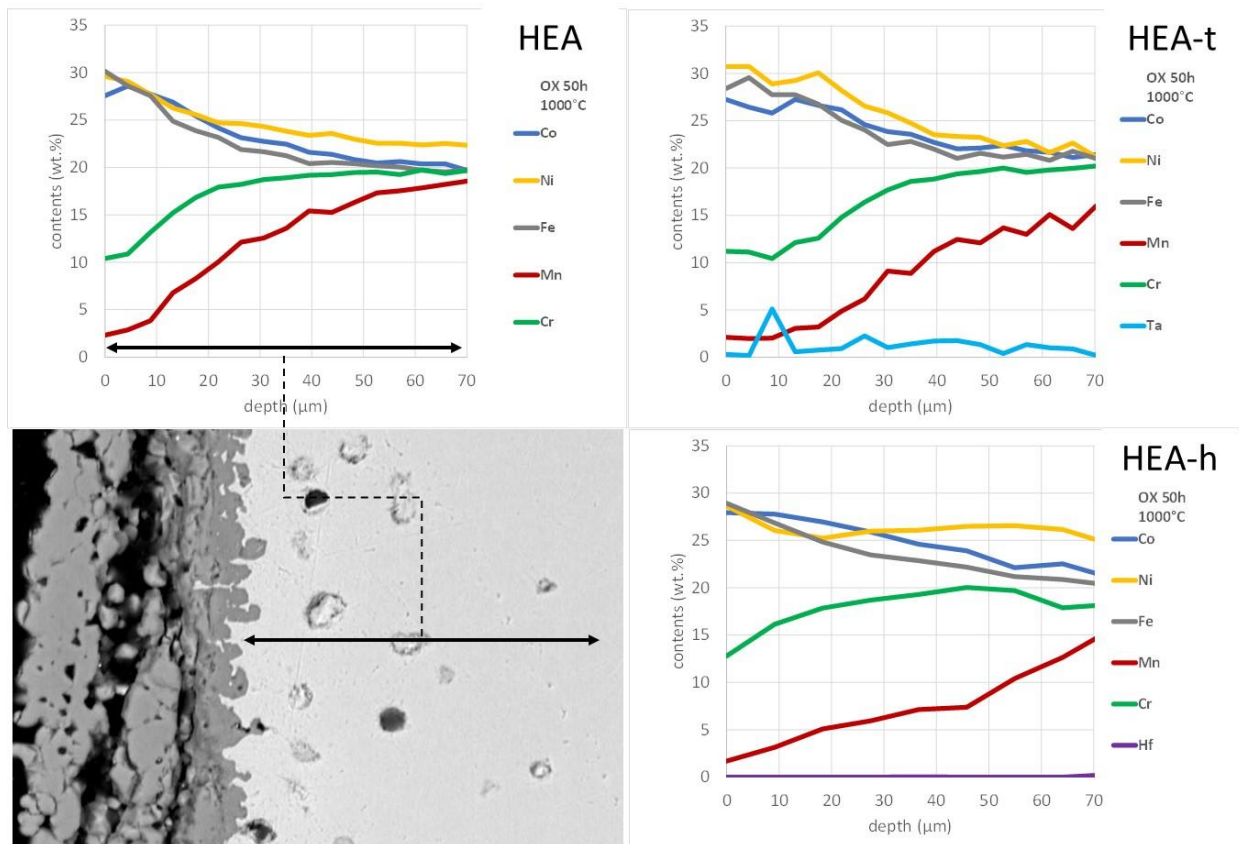 HEA
OX 50h
1000°C
Co
Ni
Fe
Mn
Cr
contents (wt.%)
35
30
25
20
15
10
5
0
0 10 20 30 40 50 60 70
depth (µm)
HEA-t
OX 50h
1000°C
Co
Ni
Fe
Mn
Cr
Ta
contents (wt.%)
35
30
25
20
15
10
5
0
0 10 20 30 40 50 60 70
depth (µm)
HEA-h
OX 50h
1000°C
Co
Ni
Fe
Mn
Cr
Hf
contents (wt.%)
35
30
25
20
15
10
5
0
0 10 20 30 40 50 60 70
depth (µm)